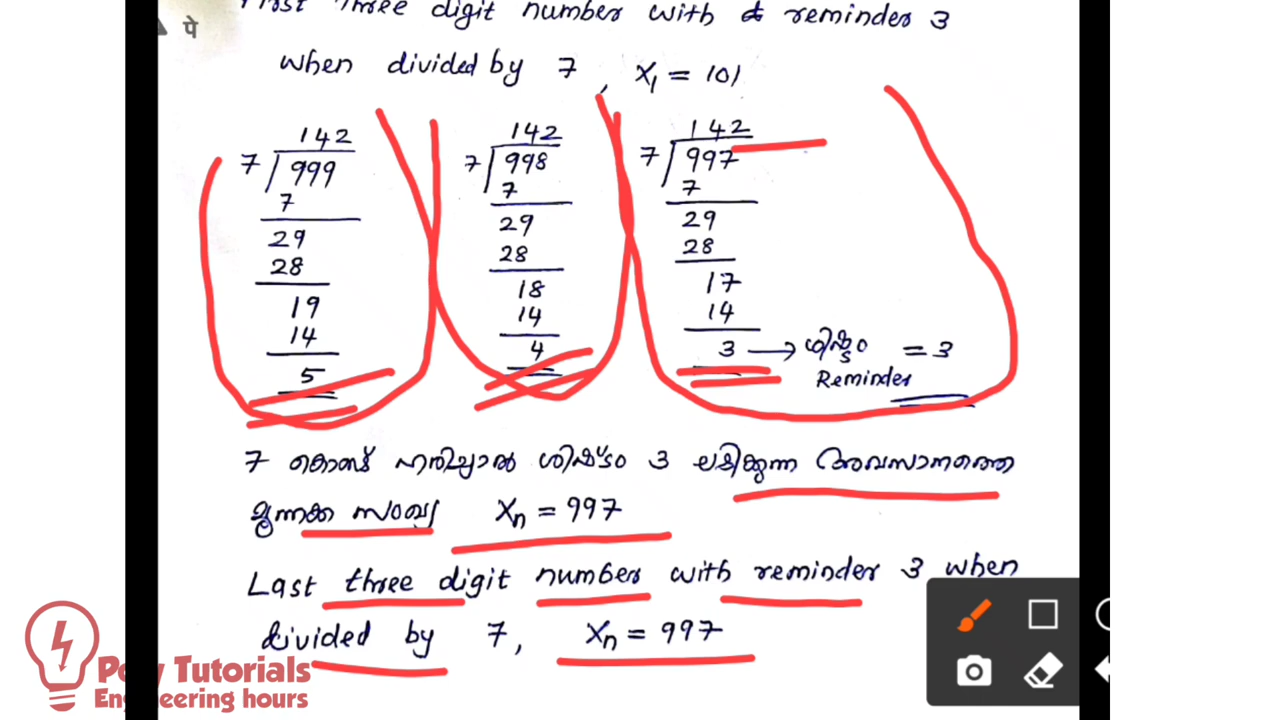 First three digit number with reminder 3
when divided by 7, X₁ = 101
पे
142 142 142
7 999 7 998 7 997
7 7 7
29 29 29
28 28 28
19 18 17
14 14 14
5 4 3 → ശിഷ്ടം = 3
Reminder
7 കൊണ്ട് ഹരിച്ചാൽ ശിഷ്ടം 3 ലഭിക്കുന്ന അവസാനത്തെ
മൂന്നക്ക സംഖ്യ Xn = 997
Last three digit number with reminder 3 when
divided by 7, Xn = 997
Poly Tutorials
Engineering hours